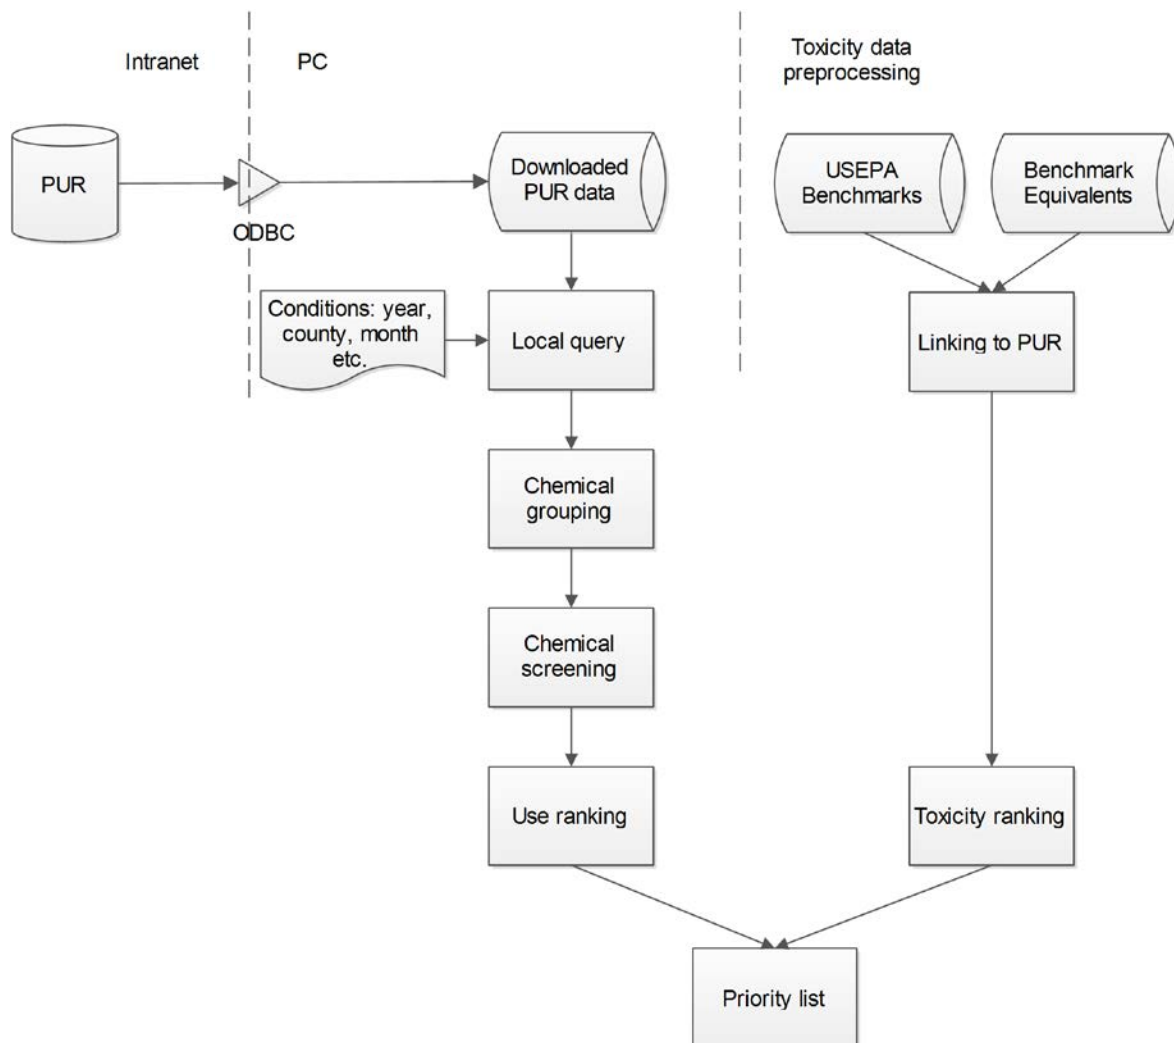 Intranet
PC
Toxicity data
preprocessing
PUR
ODBC
Downloaded
PUR data
USEPA
Benchmarks
Benchmark
Equivalents
Conditions: year,
county, month
etc.
Local query
Linking to PUR
Chemical
grouping
Chemical
screening
Use ranking
Toxicity ranking
Priority list